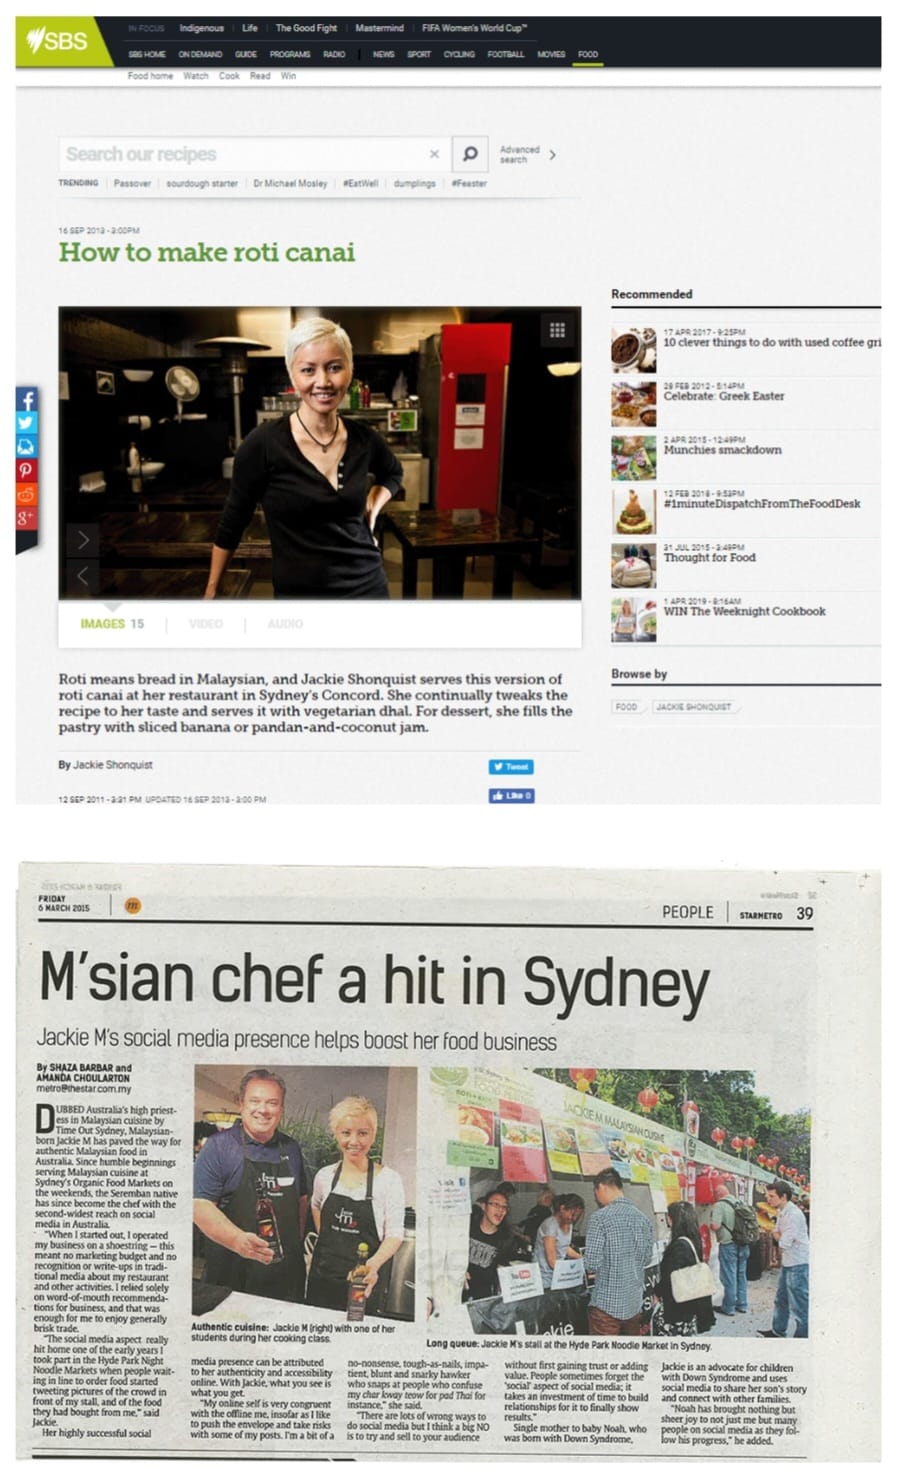 SBS
IN FOCUS Indigenous Life The Good Fight Mastermind FIFA Women's World Cup™
SBS HOME ON DEMAND GUIDE PROGRAMS RADIO NEWS SPORT CYCLING FOOTBALL MOVIES FOOD
Food home Watch Cook Read Win
Search our recipes × Advanced search
TRENDING Passover sourdough starter Dr Michael Mosley #EatWell dumplings #Feaster
16 SEP 2013 - 3:00PM
How to make roti canai
IMAGES 15 VIDEO AUDIO
Roti means bread in Malaysian, and Jackie Shonquist serves this version of
roti canai at her restaurant in Sydney's Concord. She continually tweaks the
recipe to her taste and serves it with vegetarian dhal. For dessert, she fills the
pastry with sliced banana or pandan-and-coconut jam.
By Jackie Shonquist
Tweet
12 SEP 2011 - 3:31 PM UPDATED 16 SEP 2013 - 3:00 PM
Like 0
Recommended
17 APR 2017 - 9:25PM
10 clever things to do with used coffee gri
28 FEB 2012 - 5:14PM
Celebrate: Greek Easter
2 APR 2015 - 12:49PM
Munchies smackdown
12 FEB 2018 - 9:53PM
#1minuteDispatchFromTheFoodDesk
31 JUL 2015 - 3:49PM
Thought for Food
1 APR 2019 - 8:16AM
WIN The Weeknight Cookbook
Browse by
FOOD JACKIE SHONQUIST
FRIDAY
6 MARCH 2015
m
PEOPLE STARMETRO 39
M'sian chef a hit in Sydney
Jackie M's social media presence helps boost her food business
By SHAZA BARBAR and
AMANDA CHOULARTON
metro@thestar.com.my
DUBBED Australia's high priest-
ess in Malaysian cuisine by
Time Out Sydney, Malaysian-
born Jackie M has paved the way for
authentic Malaysian food in
Australia. Since humble beginnings
serving Malaysian cuisine at
Sydney's Organic Food Markets on
the weekends, the Seremban native
has since become the chef with the
second-widest reach on social
media in Australia.
"When I started out, I operated
my business on a shoestring — this
meant no marketing budget and no
recognition or write-ups in tradi-
tional media about my restaurant
and other activities. I relied solely
on word-of-mouth recommenda-
tions for business, and that was
enough for me to enjoy generally
brisk trade.
"The social media aspect really
hit home one of the early years I
took part in the Hyde Park Night
Noodle Markets when people wait-
ing in line to order food started
tweeting pictures of the crowd in
front of my stall, and of the food
they had bought from me," said
Jackie.
Her highly successful social
JACKIE M MALAYSIAN CUISINE
Authentic cuisine: Jackie M (right) with one of her
students during her cooking class.
Long queue: Jackie M's stall at the Hyde Park Noodle Market in Sydney.
media presence can be attributed
to her authenticity and accessibility
online. With Jackie, what you see is
what you get.
"My online self is very congruent
with the offline me, insofar as I like
to push the envelope and take risks
with some of my posts. I'm a bit of a
no-nonsense, tough-as-nails, impa-
tient, blunt and snarky hawker
who snaps at people who confuse
my char kway teow for pad Thai for
instance," she said.
"There are lots of wrong ways to
do social media but I think a big NO
is to try and sell to your audience
without first gaining trust or adding
value. People sometimes forget the
'social' aspect of social media; it
takes an investment of time to build
relationships for it to finally show
results."
Single mother to baby Noah, who
was born with Down Syndrome,
Jackie is an advocate for children
with Down Syndrome and uses
social media to share her son's story
and connect with other families.
"Noah has brought nothing but
sheer joy to not just me but many
people on social media as they fol-
low his progress," he added.